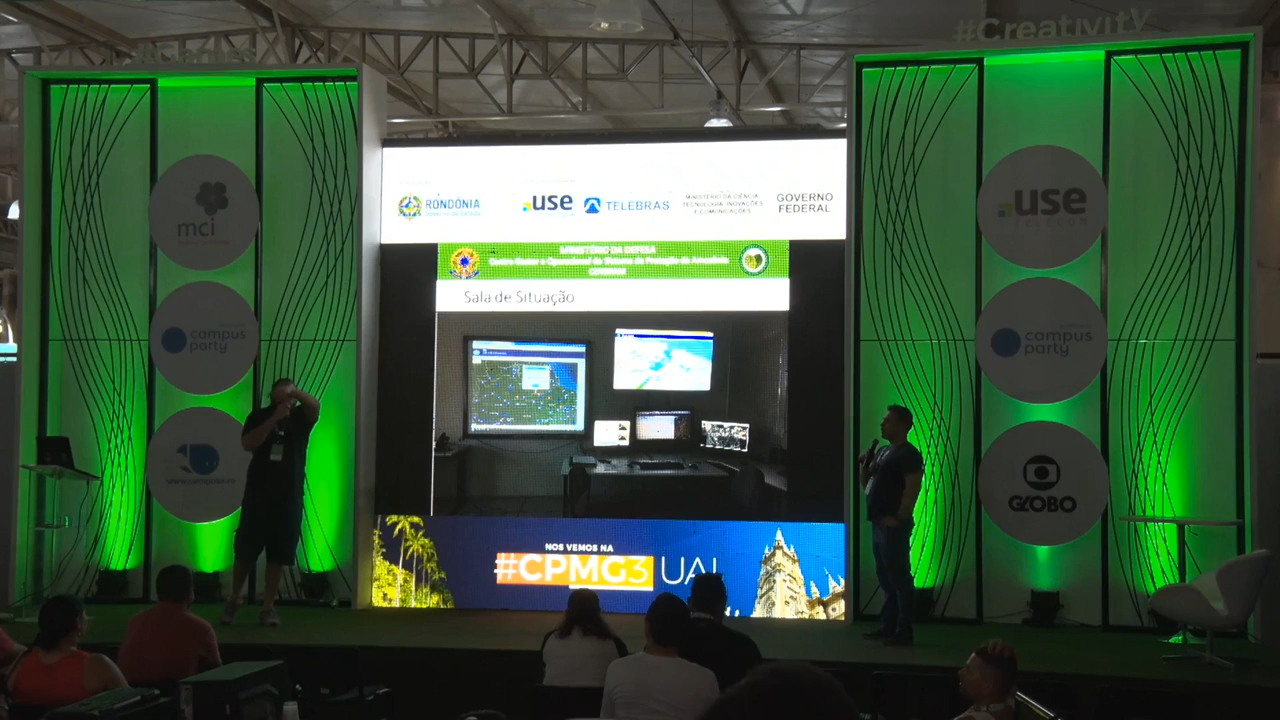 #Creativity
mci
campus
party
RONDÔNIA
use
TELEBRAS
MINISTÉRIO DA CIÊNCIA,
TECNOLOGIA, INOVAÇÕES
E COMUNICAÇÕES
GOVERNO
FEDERAL
MINISTÉRIO DA DEFESA
Sala de Situação
NOS VEMOS NA
#CPMG3 UAI
use
TELECOM
campus
party
GLOBO